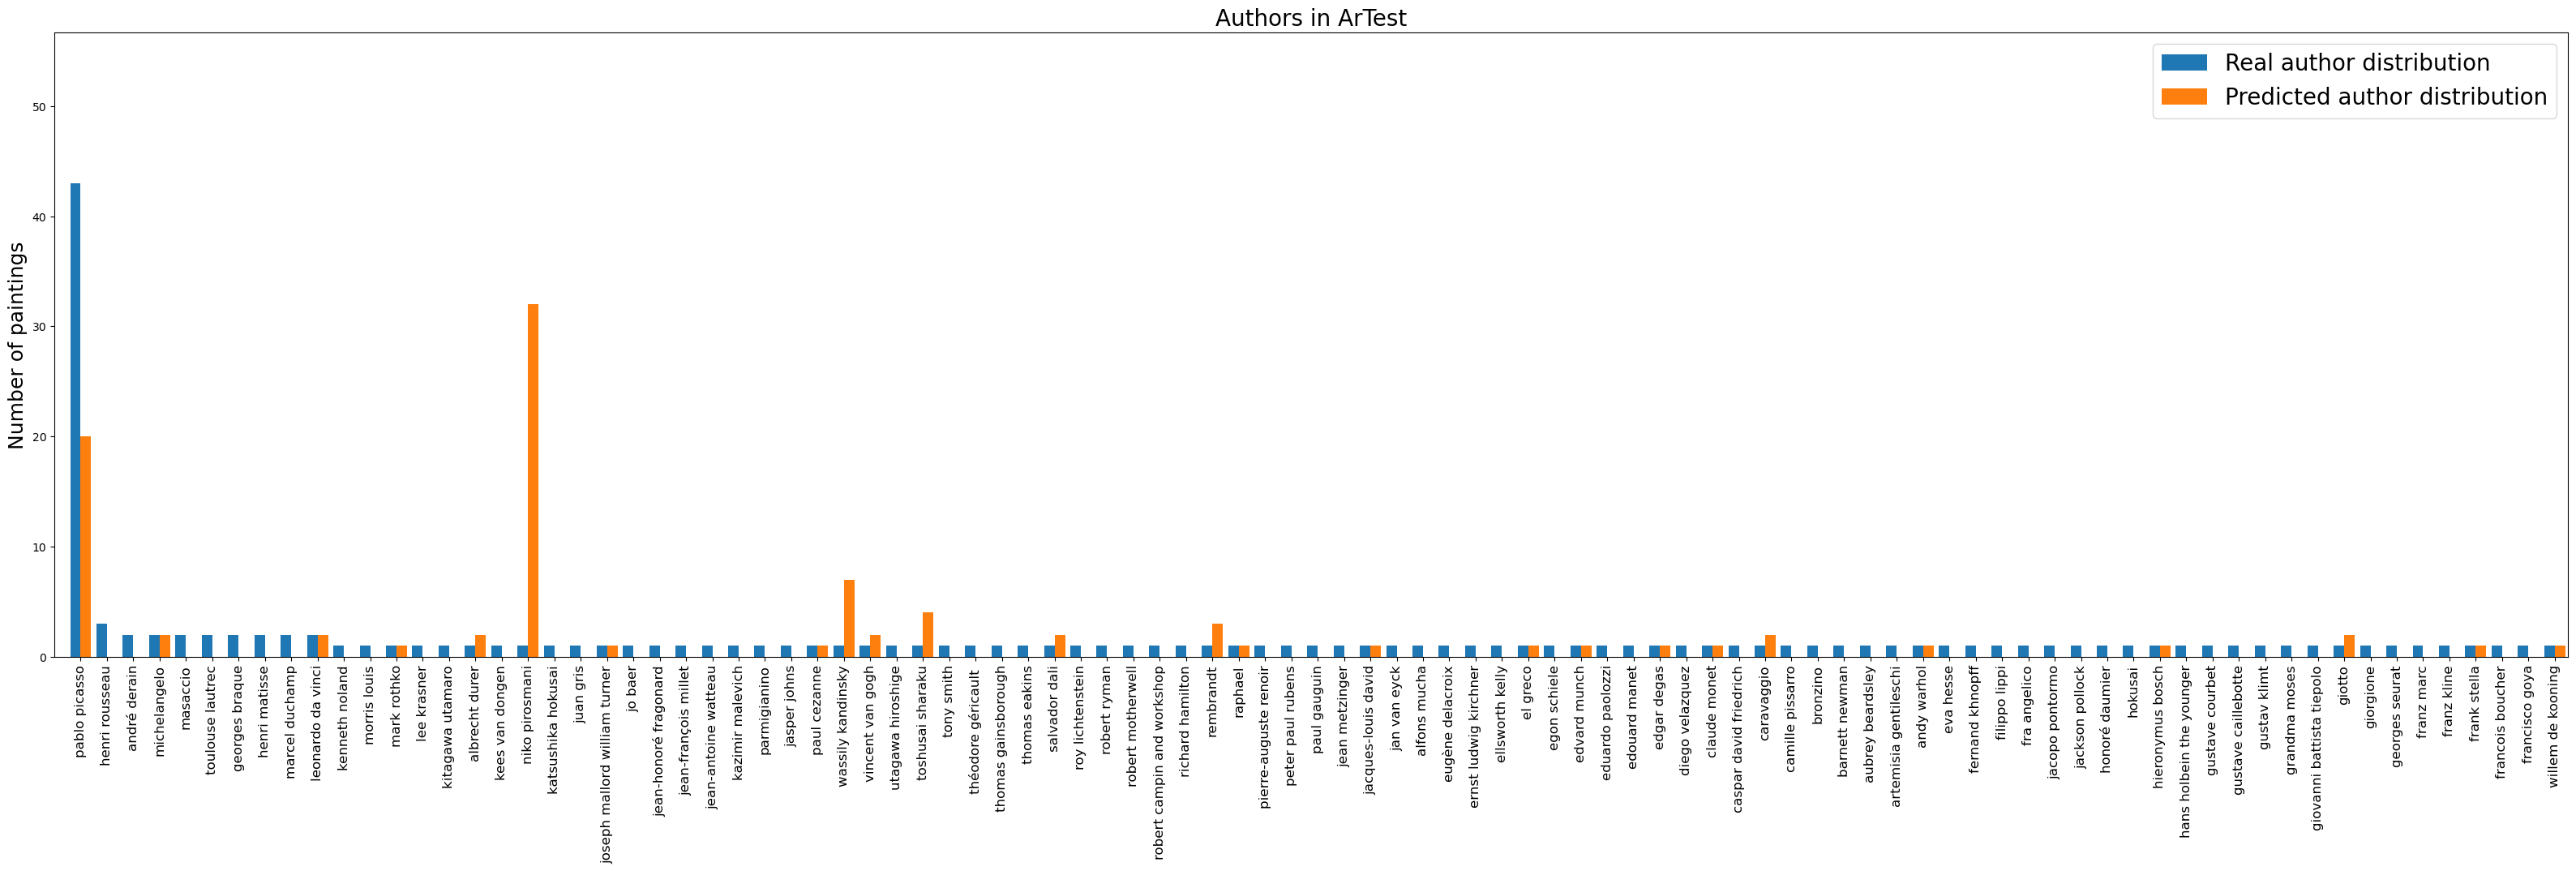 Authors in ArTest
Real author distribution
Predicted author distribution
Number of paintings
50
40
30
20
10
0
pablo picasso
henri rousseau
andré derain
michelangelo
masaccio
toulouse lautrec
georges braque
henri matisse
marcel duchamp
leonardo da vinci
kenneth noland
morris louis
mark rothko
lee krasner
kitagawa utamaro
albrecht durer
kees van dongen
niko pirosmani
katsushika hokusai
juan gris
joseph mallord william turner
jo baer
jean-honoré fragonard
jean-françois millet
jean-antoine watteau
kazimir malevich
parmigianino
jasper johns
paul cezanne
wassily kandinsky
vincent van gogh
utagawa hiroshige
toshusai sharaku
tony smith
théodore géricault
thomas gainsborough
thomas eakins
salvador dali
roy lichtenstein
robert ryman
robert motherwell
robert campin and workshop
richard hamilton
rembrandt
raphael
pierre-auguste renoir
peter paul rubens
paul gauguin
jean metzinger
jacques-louis david
jan van eyck
alfons mucha
eugène delacroix
ernst ludwig kirchner
ellsworth kelly
el greco
egon schiele
edvard munch
eduardo paolozzi
edouard manet
edgar degas
diego velazquez
claude monet
caspar david friedrich
caravaggio
camille pissarro
bronzino
barnett newman
aubrey beardsley
artemisia gentileschi
andy warhol
eva hesse
fernand khnopff
filippo lippi
fra angelico
jacopo pontormo
jackson pollock
honoré daumier
hokusai
hieronymus bosch
hans holbein the younger
gustave courbet
gustave caillebotte
gustav klimt
grandma moses
giovanni battista tiepolo
giotto
giorgione
georges seurat
franz marc
franz kline
frank stella
francois boucher
francisco goya
willem de kooning